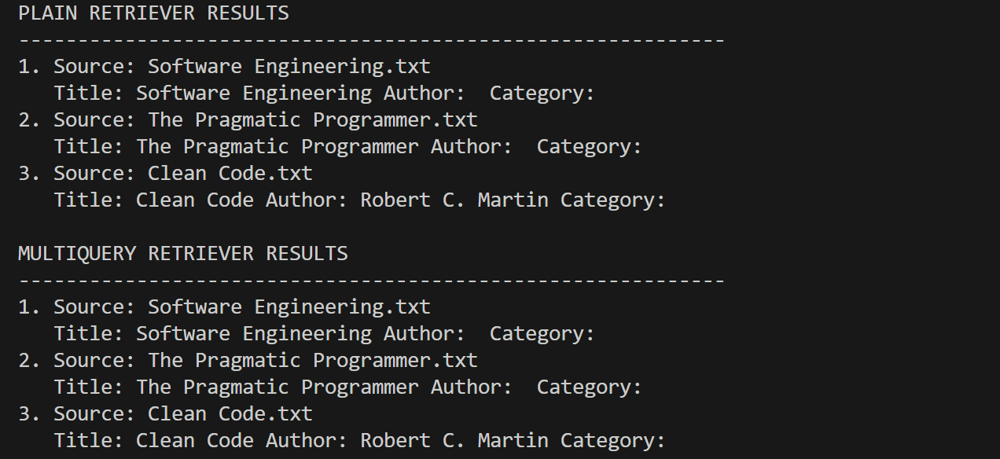 PLAIN RETRIEVER RESULTS
------------------------------------------------------------
1. Source: Software Engineering.txt
   Title: Software Engineering Author:  Category:
2. Source: The Pragmatic Programmer.txt
   Title: The Pragmatic Programmer Author:  Category:
3. Source: Clean Code.txt
   Title: Clean Code Author: Robert C. Martin Category:

MULTIQUERY RETRIEVER RESULTS
------------------------------------------------------------
1. Source: Software Engineering.txt
   Title: Software Engineering Author:  Category:
2. Source: The Pragmatic Programmer.txt
   Title: The Pragmatic Programmer Author:  Category:
3. Source: Clean Code.txt
   Title: Clean Code Author: Robert C. Martin Category: